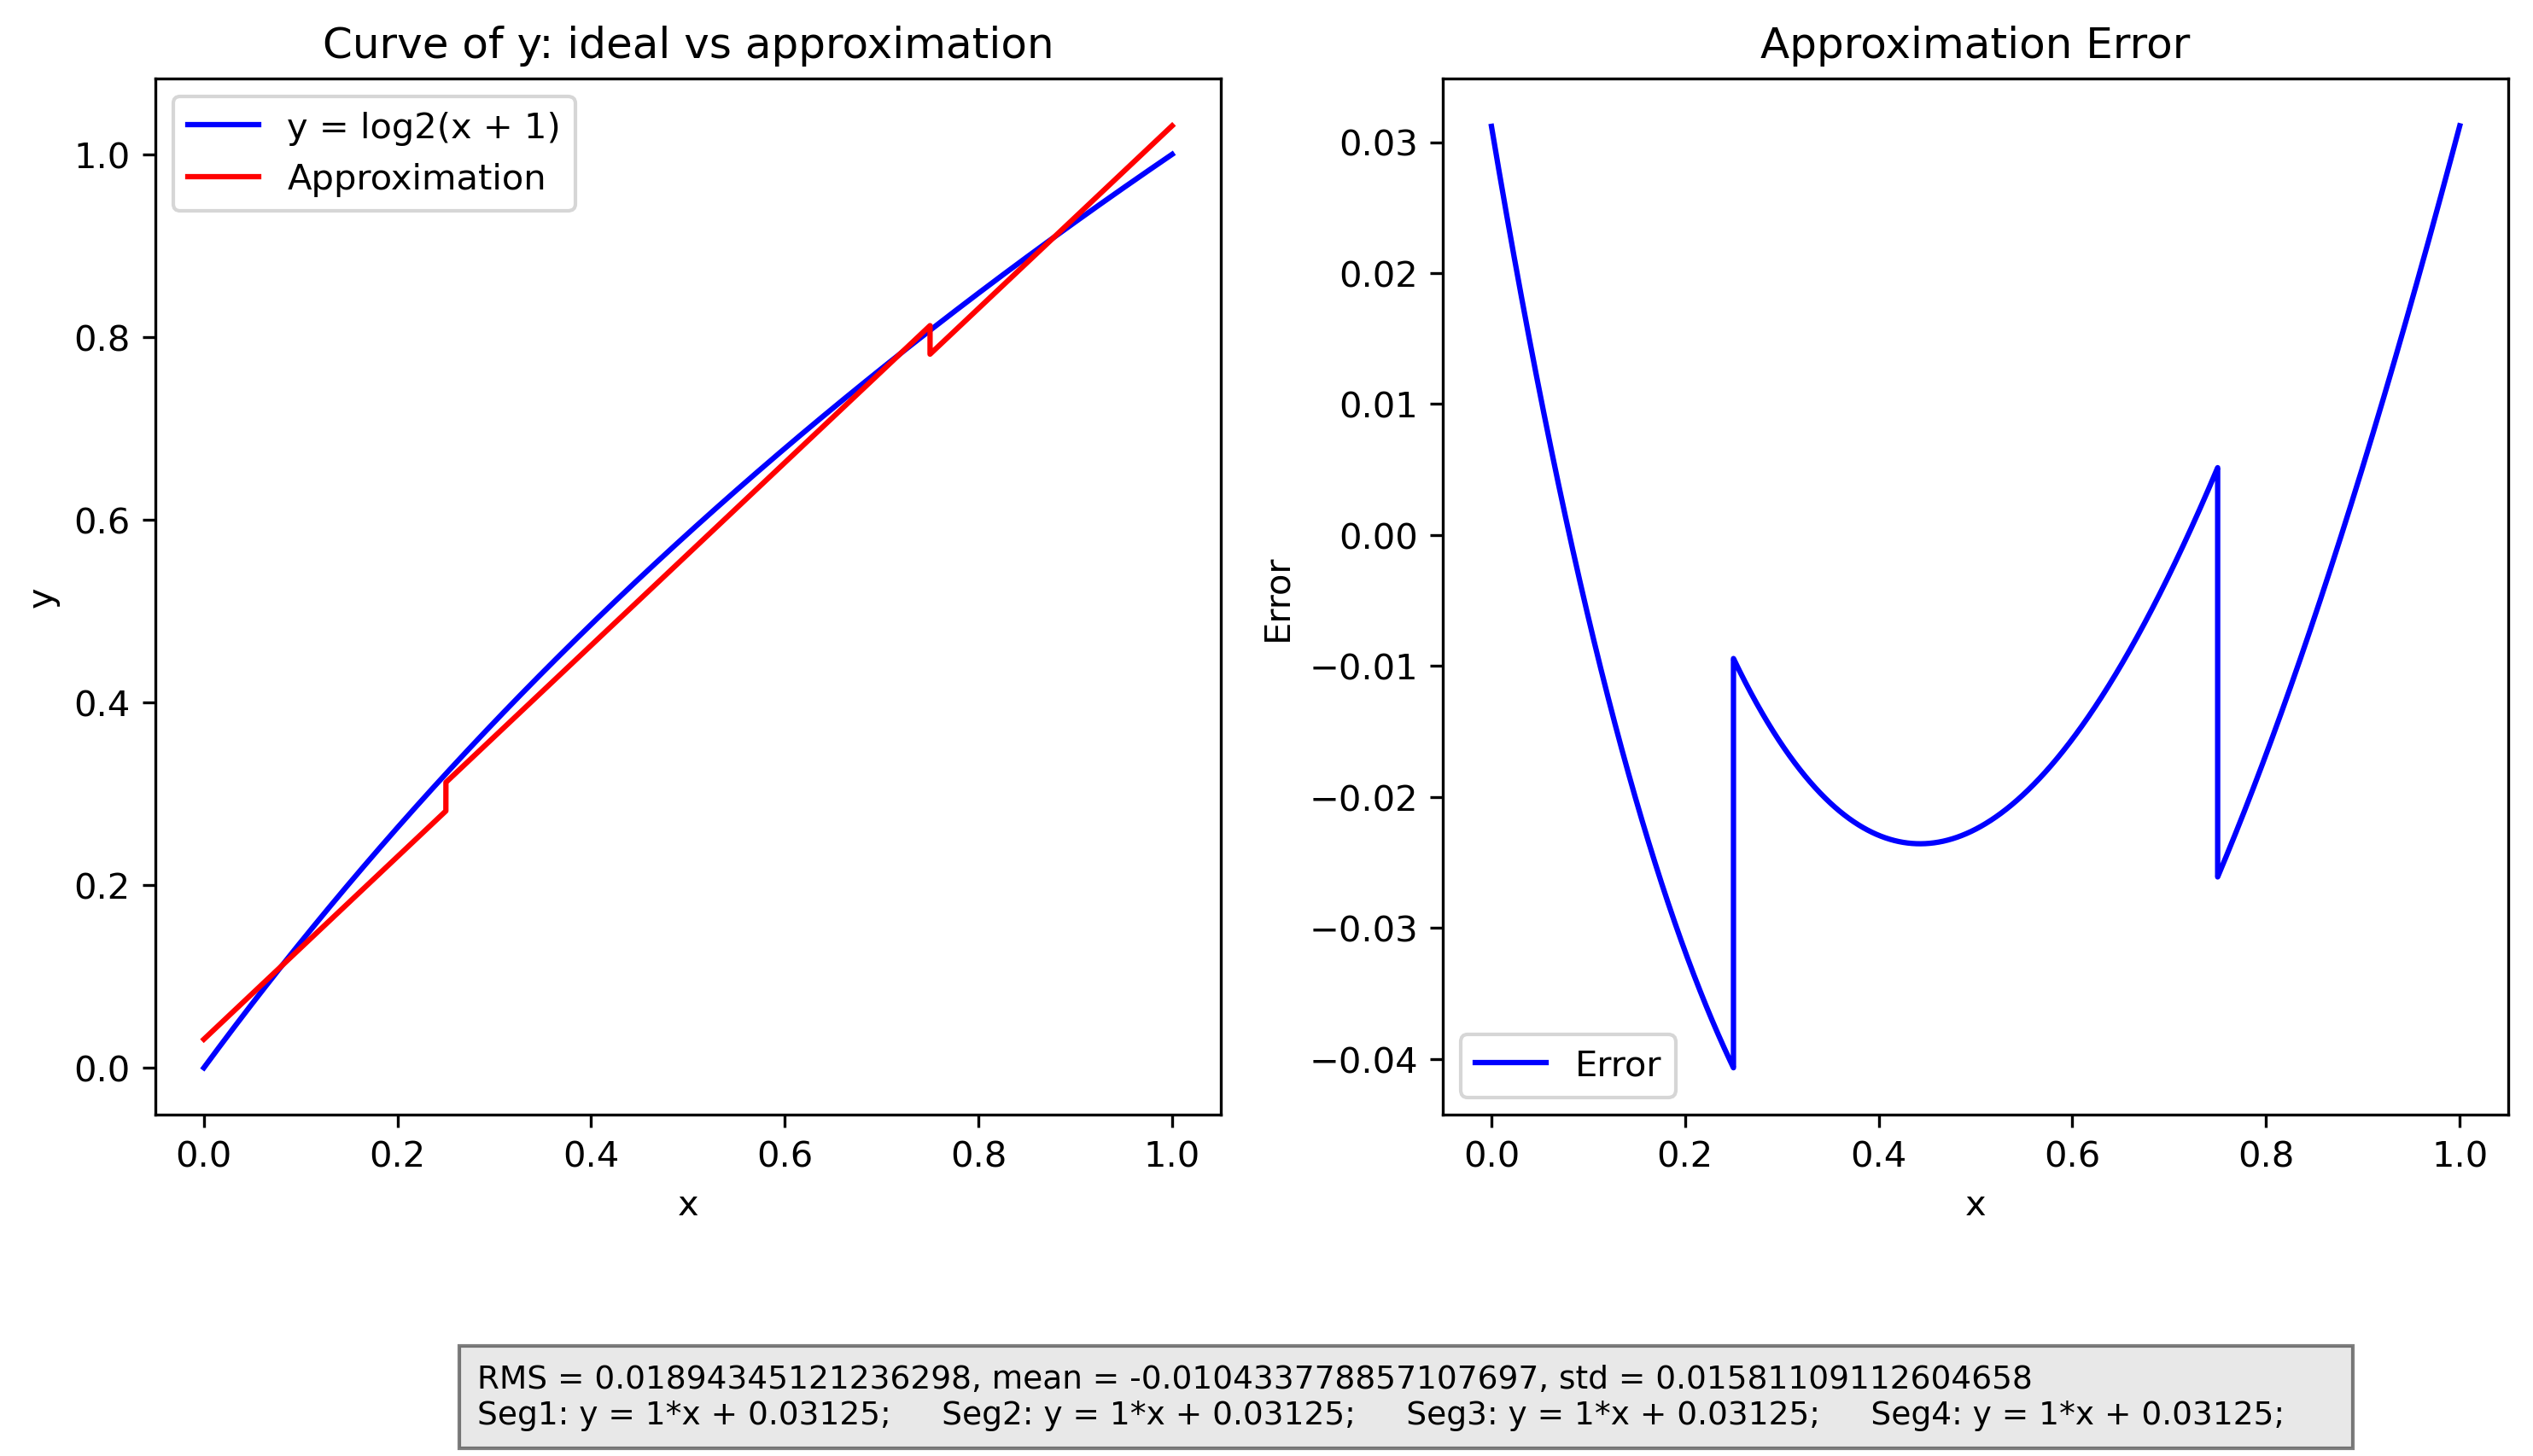 Curve of y: ideal vs approximation
y = log2(x + 1)
Approximation
1.0
0.8
0.6
0.4
0.2
0.0
y
0.0 0.2 0.4 0.6 0.8 1.0
x
Approximation Error
0.03
0.02
0.01
0.00
−0.01
−0.02
−0.03
−0.04
Error
Error
0.0 0.2 0.4 0.6 0.8 1.0
x
RMS = 0.01894345121236298, mean = -0.010433778857107697, std = 0.01581109112604658
Seg1: y = 1*x + 0.03125; Seg2: y = 1*x + 0.03125; Seg3: y = 1*x + 0.03125; Seg4: y = 1*x + 0.03125;